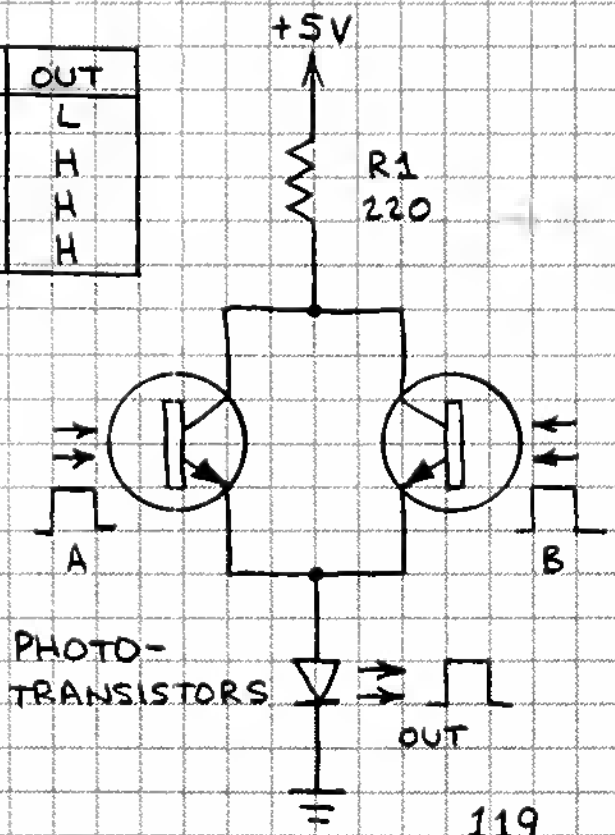 +5V
OUT
L
H
H
H
R1
220
A
B
PHOTO-
TRANSISTORS
OUT
119